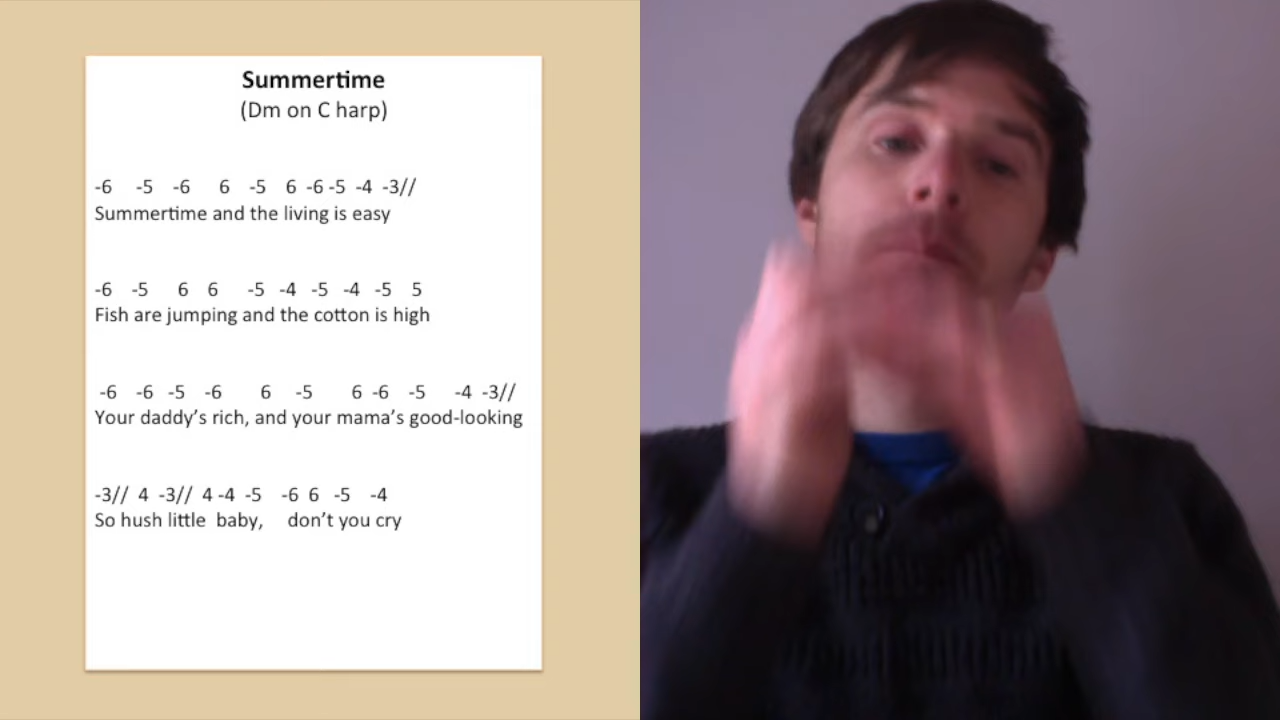 Summertime
(Dm on C harp)
-6 -5 -6 6 -5 6 -6 -5 -4 -3//
Summertime and the living is easy
-6 -5 6 6 -5 -4 -5 -4 -5 5
Fish are jumping and the cotton is high
-6 -6 -5 -6 6 -5 6 -6 -5 -4 -3//
Your daddy’s rich, and your mama’s good-looking
-3// 4 -3// 4 -4 -5 -6 6 -5 -4
So hush little baby, don’t you cry